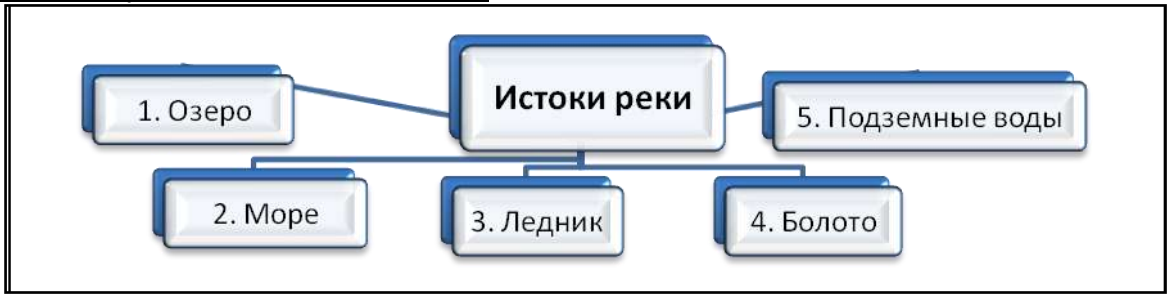 Истоки реки
1. Озеро
5. Подземные воды
2. Море
3. Ледник
4. Болото